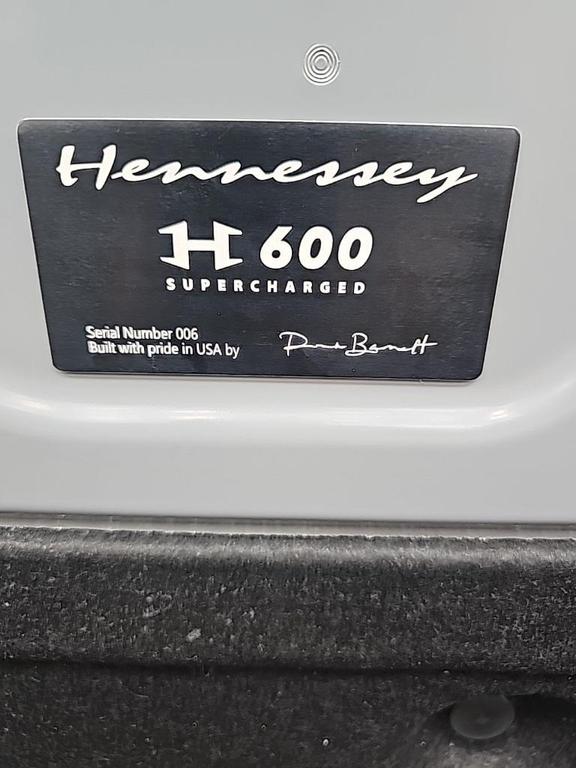 Hennessey
H 600
SUPERCHARGED
Serial Number 006
Built with pride in USA by